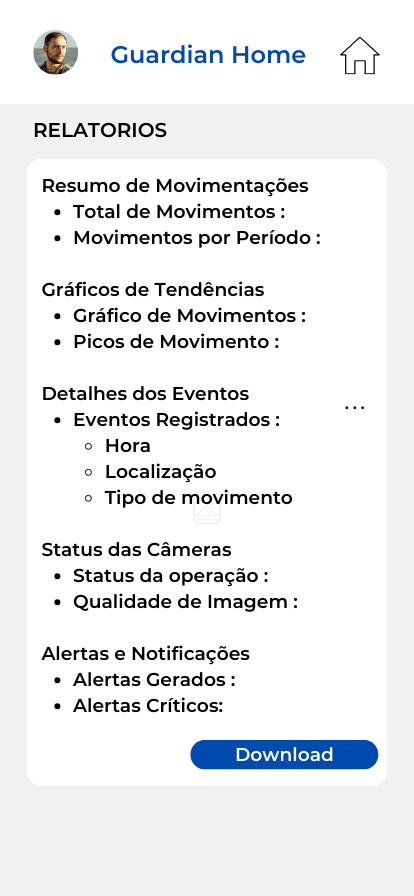 Guardian Home
RELATORIOS
Resumo de Movimentações
• Total de Movimentos :
• Movimentos por Período :
Gráficos de Tendências
• Gráfico de Movimentos :
• Picos de Movimento :
Detalhes dos Eventos
...
• Eventos Registrados :
◦ Hora
◦ Localização
◦ Tipo de movimento
Status das Câmeras
• Status da operação :
• Qualidade de Imagem :
Alertas e Notificações
• Alertas Gerados :
• Alertas Críticos:
Download